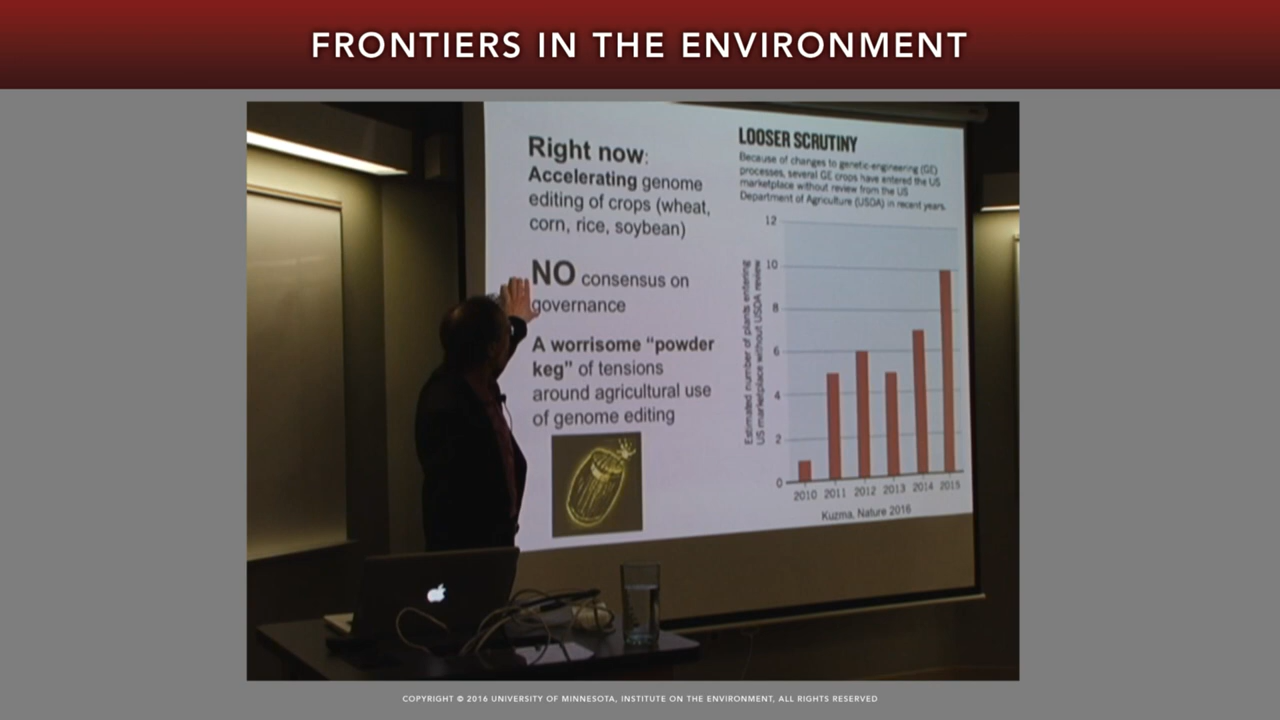 FRONTIERS IN THE ENVIRONMENT
Right now:
Accelerating genome
editing of crops (wheat,
corn, rice, soybean)
NO consensus on
governance
A worrisome “powder
keg” of tensions
around agricultural use
of genome editing
LOOSER SCRUTINY
Because of changes to genetic-engineering (GE)
processes, several GE crops have entered the US
marketplace without review from the US
Department of Agriculture (USDA) in recent years.
Estimated number of plants entering
US marketplace without USDA review
12
10
8
6
4
2
0
2010 2011 2012 2013 2014 2015
Kuzma, Nature 2016
COPYRIGHT © 2016 UNIVERSITY OF MINNESOTA, INSTITUTE ON THE ENVIRONMENT, ALL RIGHTS RESERVED